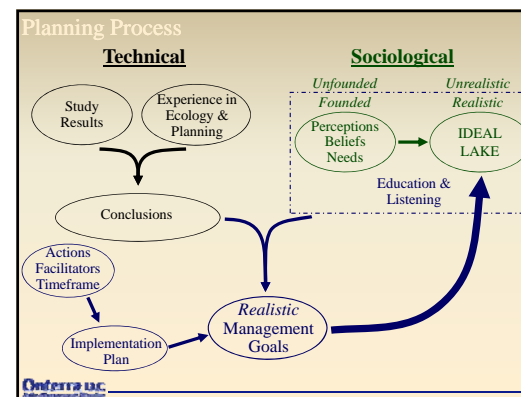 Planning Process
Technical
Sociological
Unfounded
Unrealistic
Founded
Realistic
Study
Results
Experience in
Ecology &
Planning
Perceptions
Beliefs
Needs
IDEAL
LAKE
Education &
Listening
Conclusions
Actions
Facilitators
Timeframe
Implementation
Plan
Realistic
Management
Goals
Onterra LLC